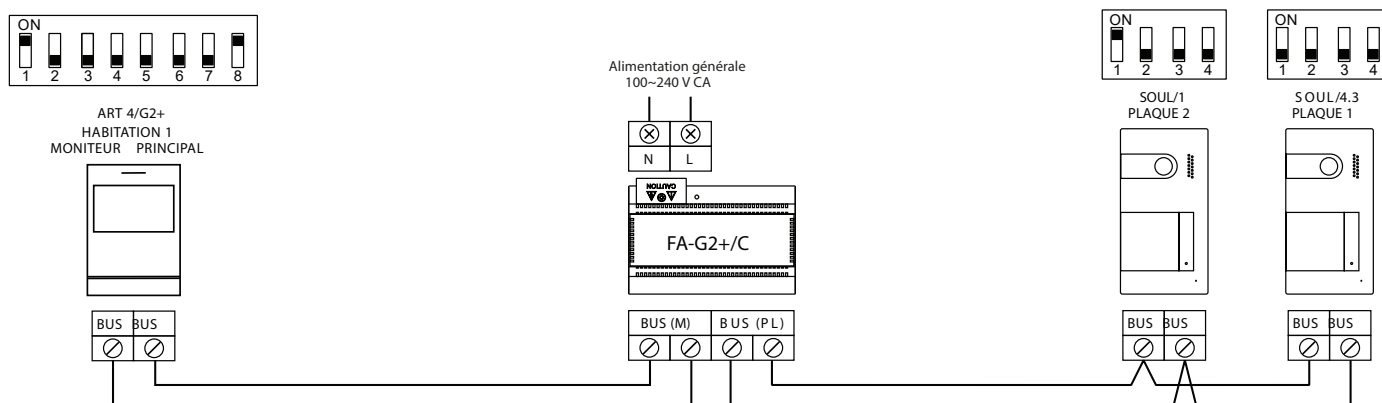 ON
1 2 3 4 5 6 7 8
ART 4/G2+
HABITATION 1
MONITEUR PRINCIPAL
BUS BUS
Alimentation générale
100~240 V CA
N L
CAUTION
FA-G2+/C
BUS (M) BUS (PL)
ON
1 2 3 4
SOUL/1
PLAQUE 2
BUS BUS
ON
1 2 3 4
SOUL/4.3
PLAQUE 1
BUS BUS